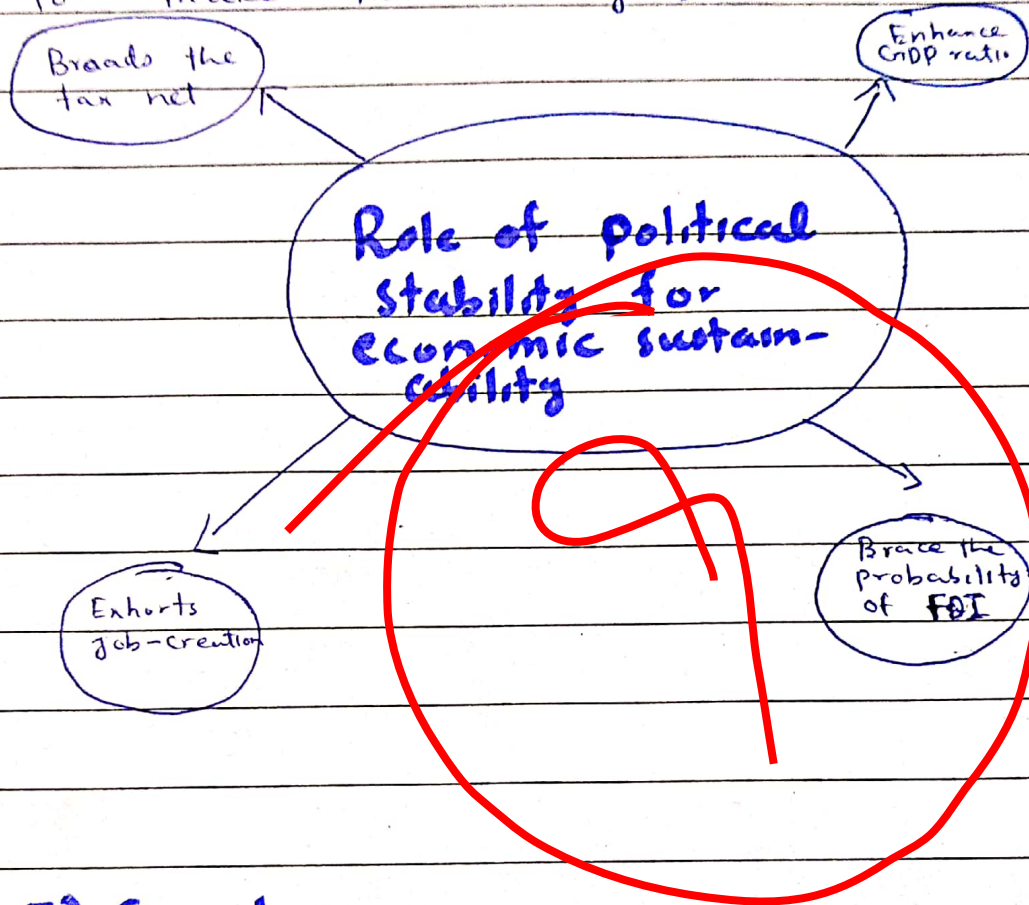 Broads the
tax net
Enhance
GDP ratio
Role of political
stability for
economic sustain-
ability
Exhorts
job-creation
Brace the
probability
of FDI